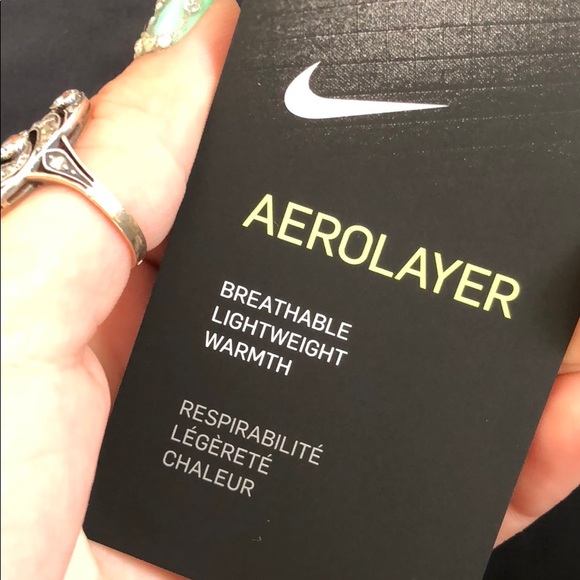 AEROLAYER
BREATHABLE
LIGHTWEIGHT
WARMTH
RESPIRABILITÉ
LÉGÈRETÉ
CHALEUR